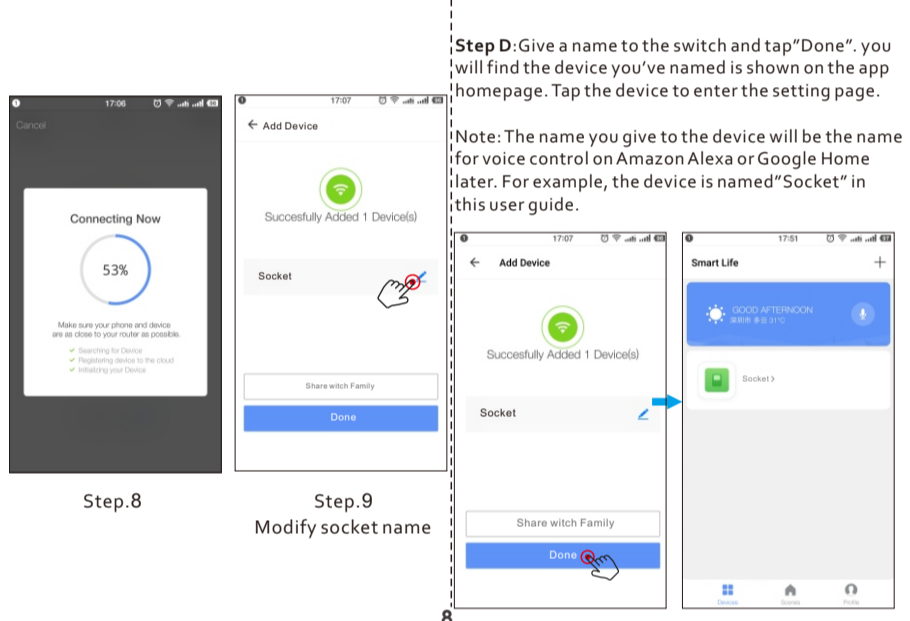 17:06
Cancel
Connecting Now
53%
Make sure your phone and device
are as close to your router as possible.
Searching for Device
Registering device to the cloud
Initializing your Device
Step.8
17:07
Add Device
Succesfully Added 1 Device(s)
Socket
Share witch Family
Done
Step.9
Modify socket name
Step D:Give a name to the switch and tap"Done". you
will find the device you've named is shown on the app
homepage. Tap the device to enter the setting page.
Note: The name you give to the device will be the name
for voice control on Amazon Alexa or Google Home
later. For example, the device is named"Socket" in
this user guide.
17:07
Add Device
Succesfully Added 1 Device(s)
Socket
Share witch Family
Done
17:51
Smart Life
GOOD AFTERNOON
深圳市 多云 31°C
Socket >
Devices
Scenes
Profile
8